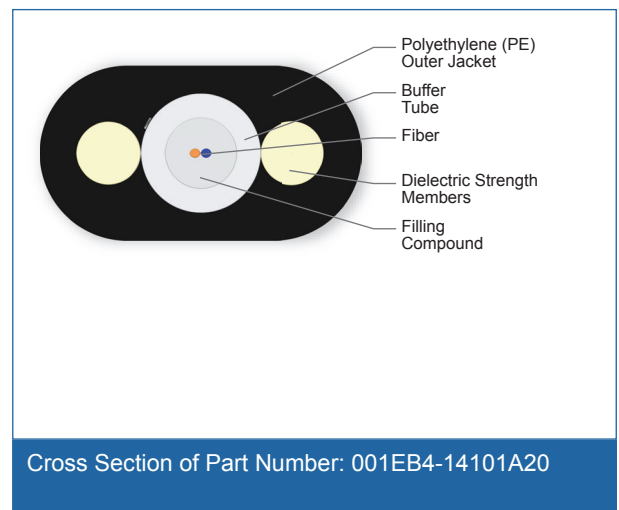 Polyethylene (PE)
Outer Jacket
Buffer
Tube
Fiber
Dielectric Strength
Members
Filling
Compound
Cross Section of Part Number: 001EB4-14101A20